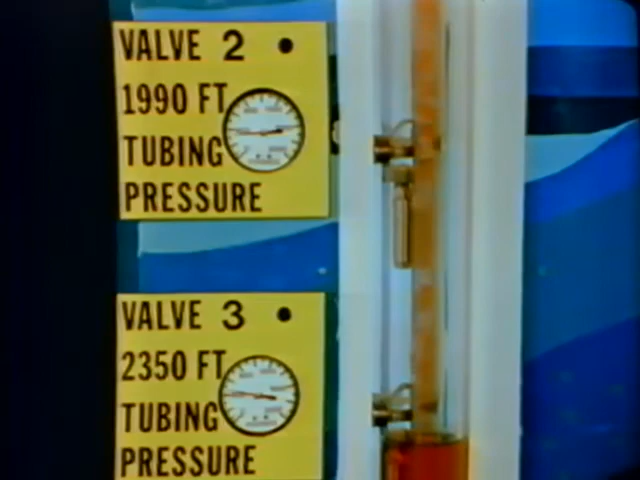 VALVE 2
1990 FT
TUBING
PRESSURE
VALVE 3
2350 FT
TUBING
PRESSURE